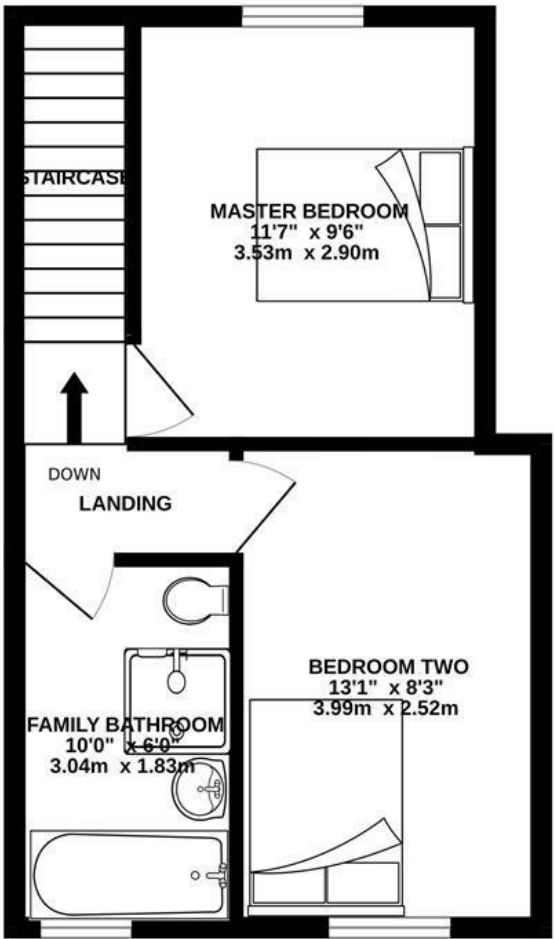 STAIRCASE
MASTER BEDROOM
11'7" x 9'6"
3.53m x 2.90m
DOWN
LANDING
BEDROOM TWO
13'1" x 8'3"
3.99m x 2.52m
FAMILY BATHROOM
10'0" x 6'0"
3.04m x 1.83m